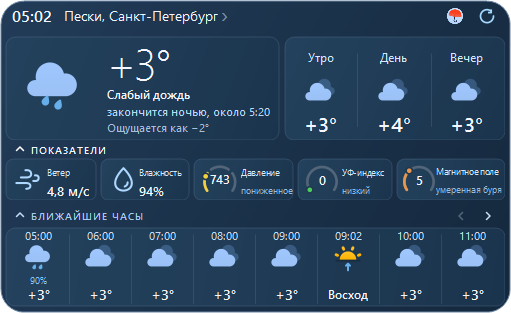 05:02 Пески, Санкт-Петербург
+3°
Слабый дождь
закончится ночью, около 5:20
Ощущается как −2°
Утро День Вечер
+3° +4° +3°
ПОКАЗАТЕЛИ
Ветер
4,8 м/с
Влажность
94%
743 Давление
пониженное
0 УФ-индекс
низкий
5 Магнитное поле
умеренная буря
БЛИЖАЙШИЕ ЧАСЫ
05:00 06:00 07:00 08:00 09:00 09:02 10:00 11:00
90%
+3° +3° +3° +3° +3° Восход +3° +3°